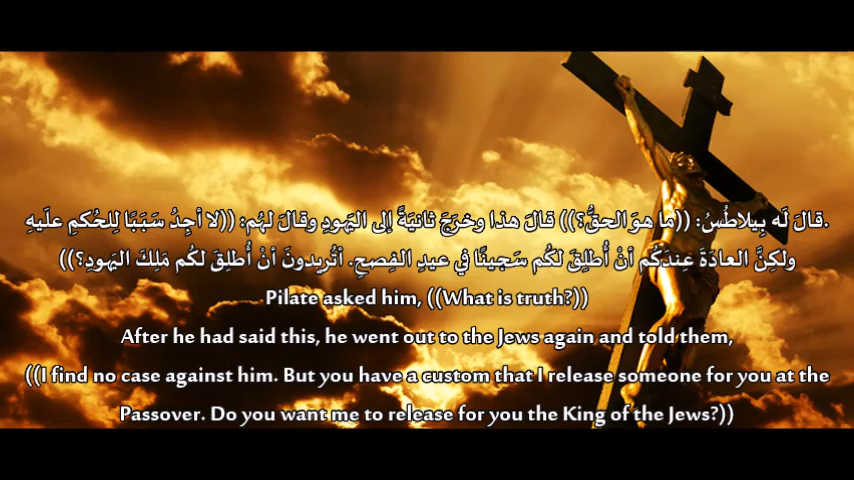 قالَ لَه بِيلاطُسُ: ((ما هوَ الحقُّ؟)) قالَ هذا وخرَجَ ثانيَةً إلى اليَهودِ وقالَ لهُم: ((لا أجِدُ سَبَبًا لِلحُكمِ علَيهِ.
ولكِنَّ العادَةَ عِندَكُم أنْ أُطلِقَ لكُم سَجينًا في عيدِ الفِصحِ. أتُريدونَ أنْ أُطلِقَ لكُم مَلِكَ اليَهودِ؟))
Pilate asked him, ((What is truth?))
After he had said this, he went out to the Jews again and told them,
((I find no case against him. But you have a custom that I release someone for you at the
Passover. Do you want me to release for you the King of the Jews?))